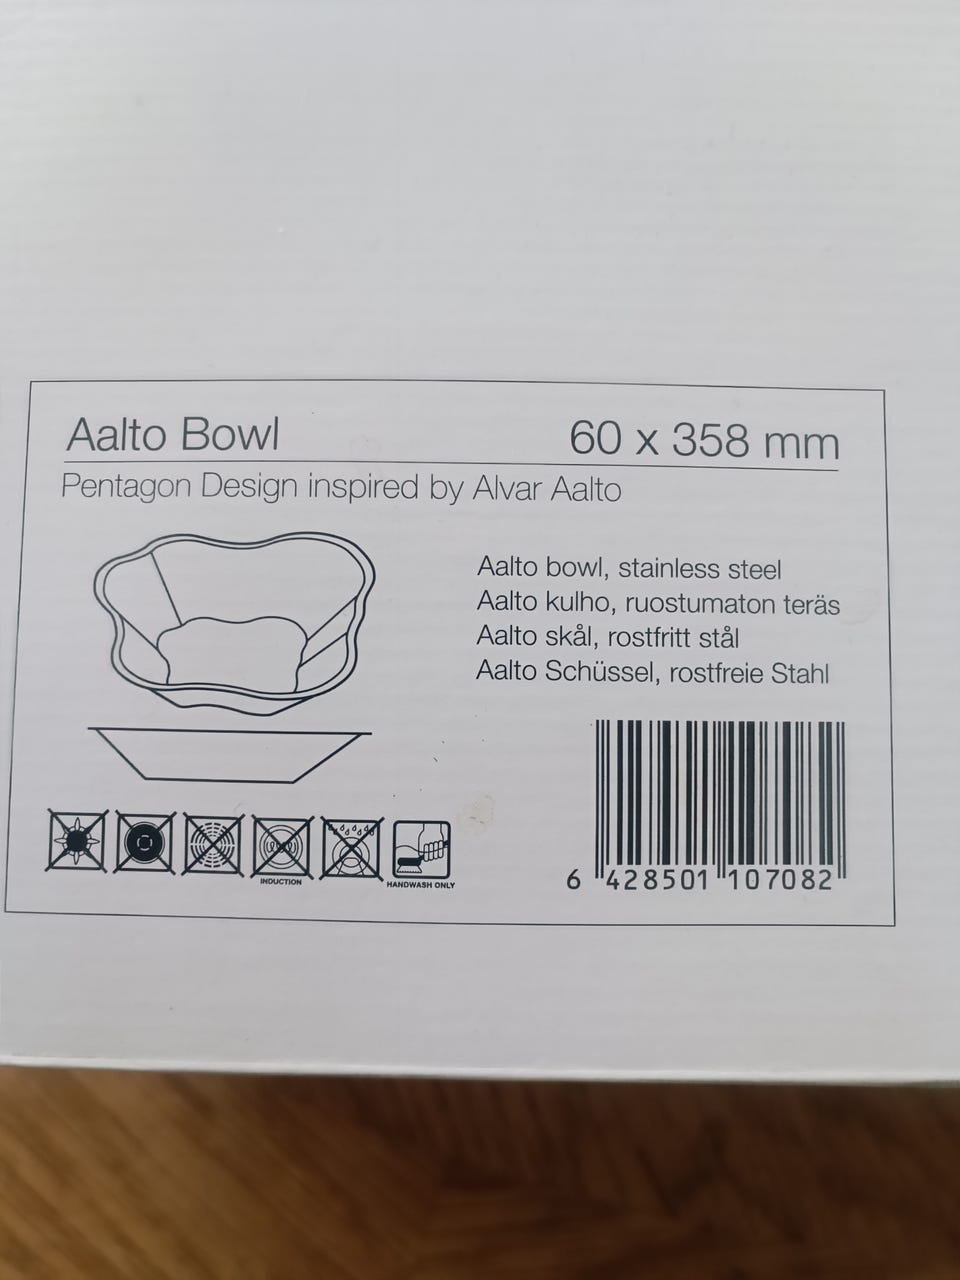 Aalto Bowl 60 x 358 mm
Pentagon Design inspired by Alvar Aalto
Aalto bowl, stainless steel
Aalto kulho, ruostumaton teräs
Aalto skål, rostfritt stål
Aalto Schüssel, rostfreie Stahl
INDUCTION
HANDWASH ONLY
6 428501 107082